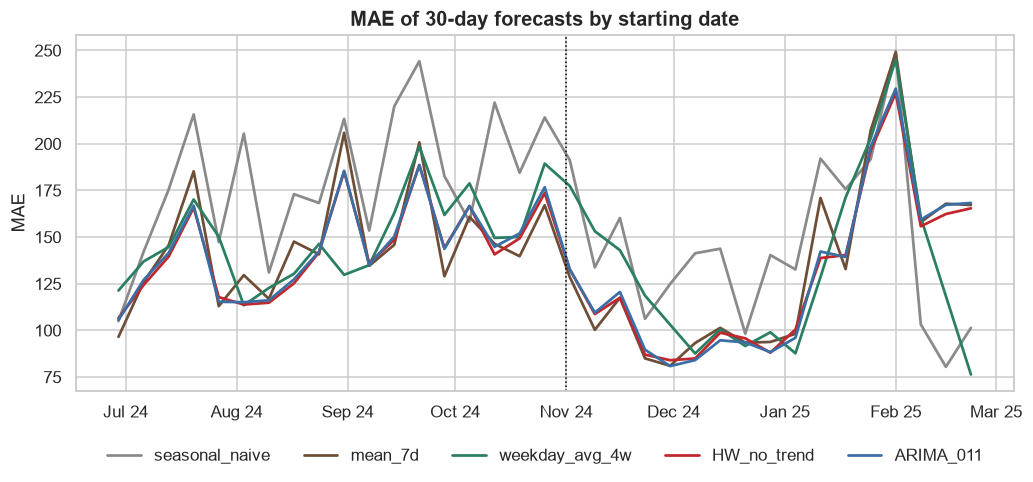 MAE of 30-day forecasts by starting date
MAE
250
225
200
175
150
125
100
75
Jul 24 Aug 24 Sep 24 Oct 24 Nov 24 Dec 24 Jan 25 Feb 25 Mar 25
seasonal_naive mean_7d weekday_avg_4w HW_no_trend ARIMA_011